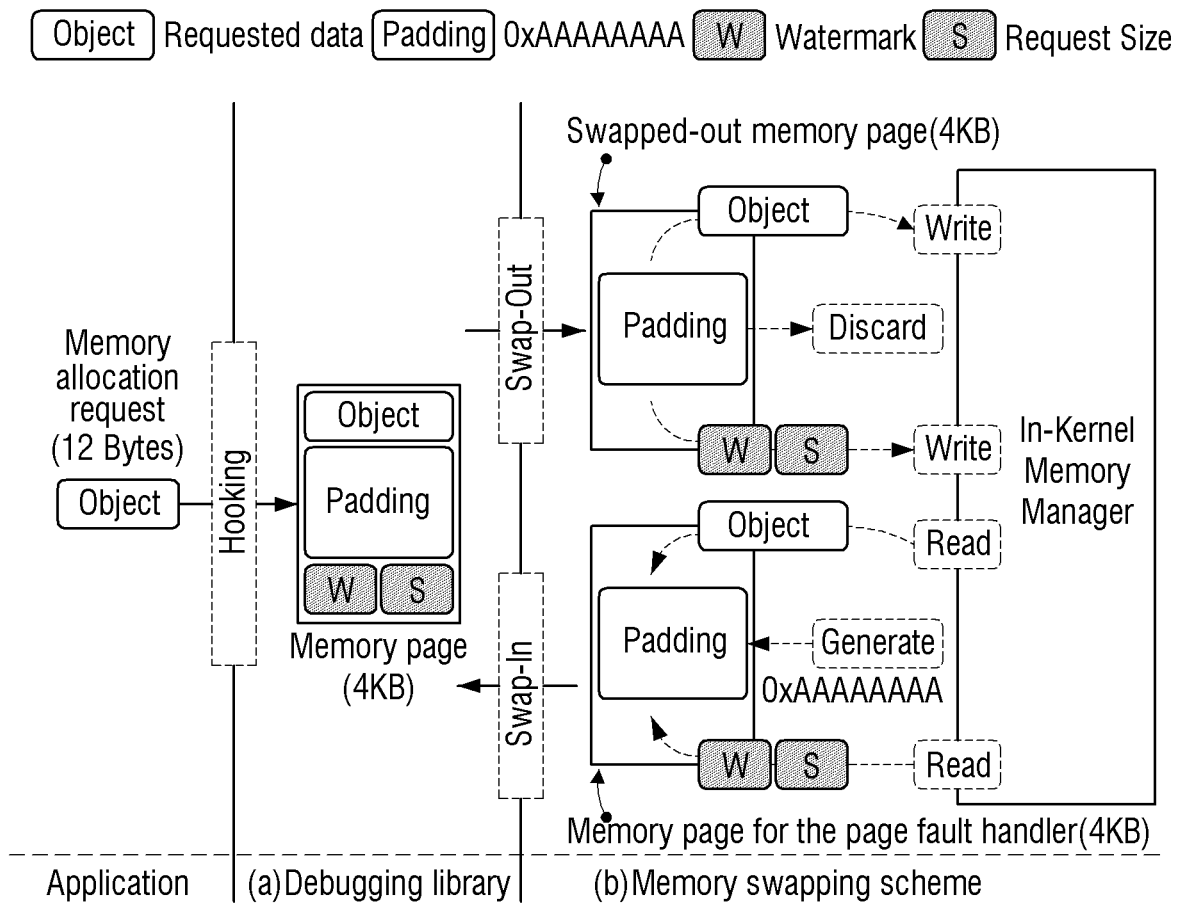 Object Requested data Padding 0xAAAAAAAA W Watermark S Request Size
Swapped-out memory page(4KB)
Object
Write
Swap-Out
Padding
Discard
W S
Write
Memory
allocation
request
(12 Bytes)
Object
Hooking
Object
Padding
W S
Memory page
(4KB)
In-Kernel
Memory
Manager
Object
Read
Swap-In
Padding
Generate
0xAAAAAAAA
W S
Read
Memory page for the page fault handler(4KB)
Application (a)Debugging library (b)Memory swapping scheme